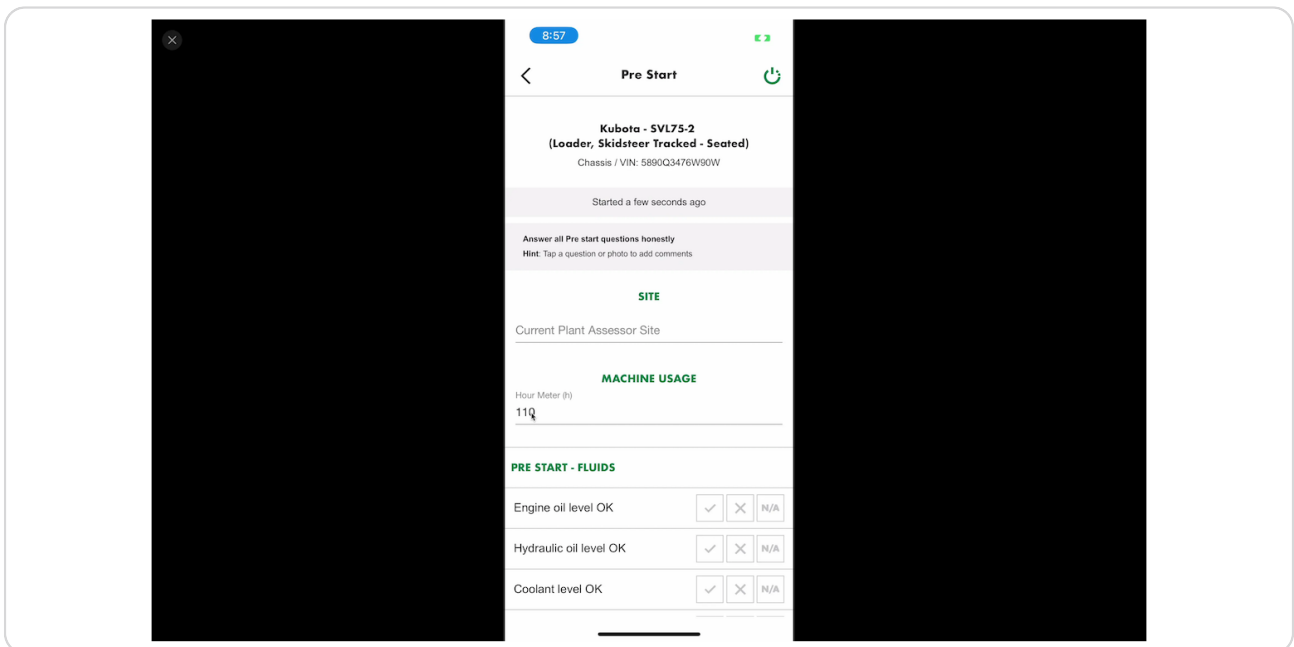 8:57
Pre Start
Kubota - SVL75-2
(Loader, Skidsteer Tracked - Seated)
Chassis / VIN: 5890Q3476W90W
Started a few seconds ago
Answer all Pre start questions honestly
Hint: Tap a question or photo to add comments
SITE
Current Plant Assessor Site
MACHINE USAGE
Hour Meter (h)
110
PRE START - FLUIDS
Engine oil level OK N/A
Hydraulic oil level OK N/A
Coolant level OK N/A